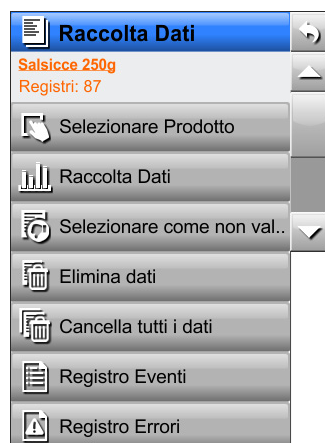 Raccolta Dati
Salsicce 250g
Registri: 87
Selezionare Prodotto
Raccolta Dati
Selezionare come non val..
Elimina dati
Cancella tutti i dati
Registro Eventi
Registro Errori